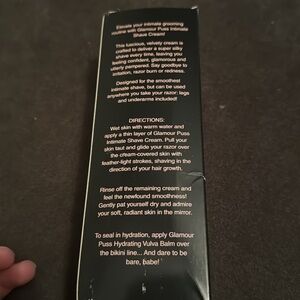 Elevate your intimate grooming
routine with Glamour Puss Intimate
Shave Cream!
This luscious, velvety cream is
crafted to deliver a super silky
shave every time, leaving you
feeling confident, glamorous and
utterly pampered. Say goodbye to
irritation, razor burn or redness.
Designed for the smoothest
intimate shave, but can be used
anywhere you take your razor: legs
and underarms included!
DIRECTIONS:
Wet skin with warm water and
apply a thin layer of Glamour Puss
Intimate Shave Cream. Pull your
skin taut and glide your razor over
the cream-covered skin with
feather-light strokes, shaving in the
direction of your hair growth.
Rinse off the remaining cream and
feel the newfound smoothness!
Gently pat yourself dry and admire
your soft, radiant skin in the mirror.
To seal in hydration, apply Glamour
Puss Hydrating Vulva Balm over
the bikini line... And dare to be
bare, babe!